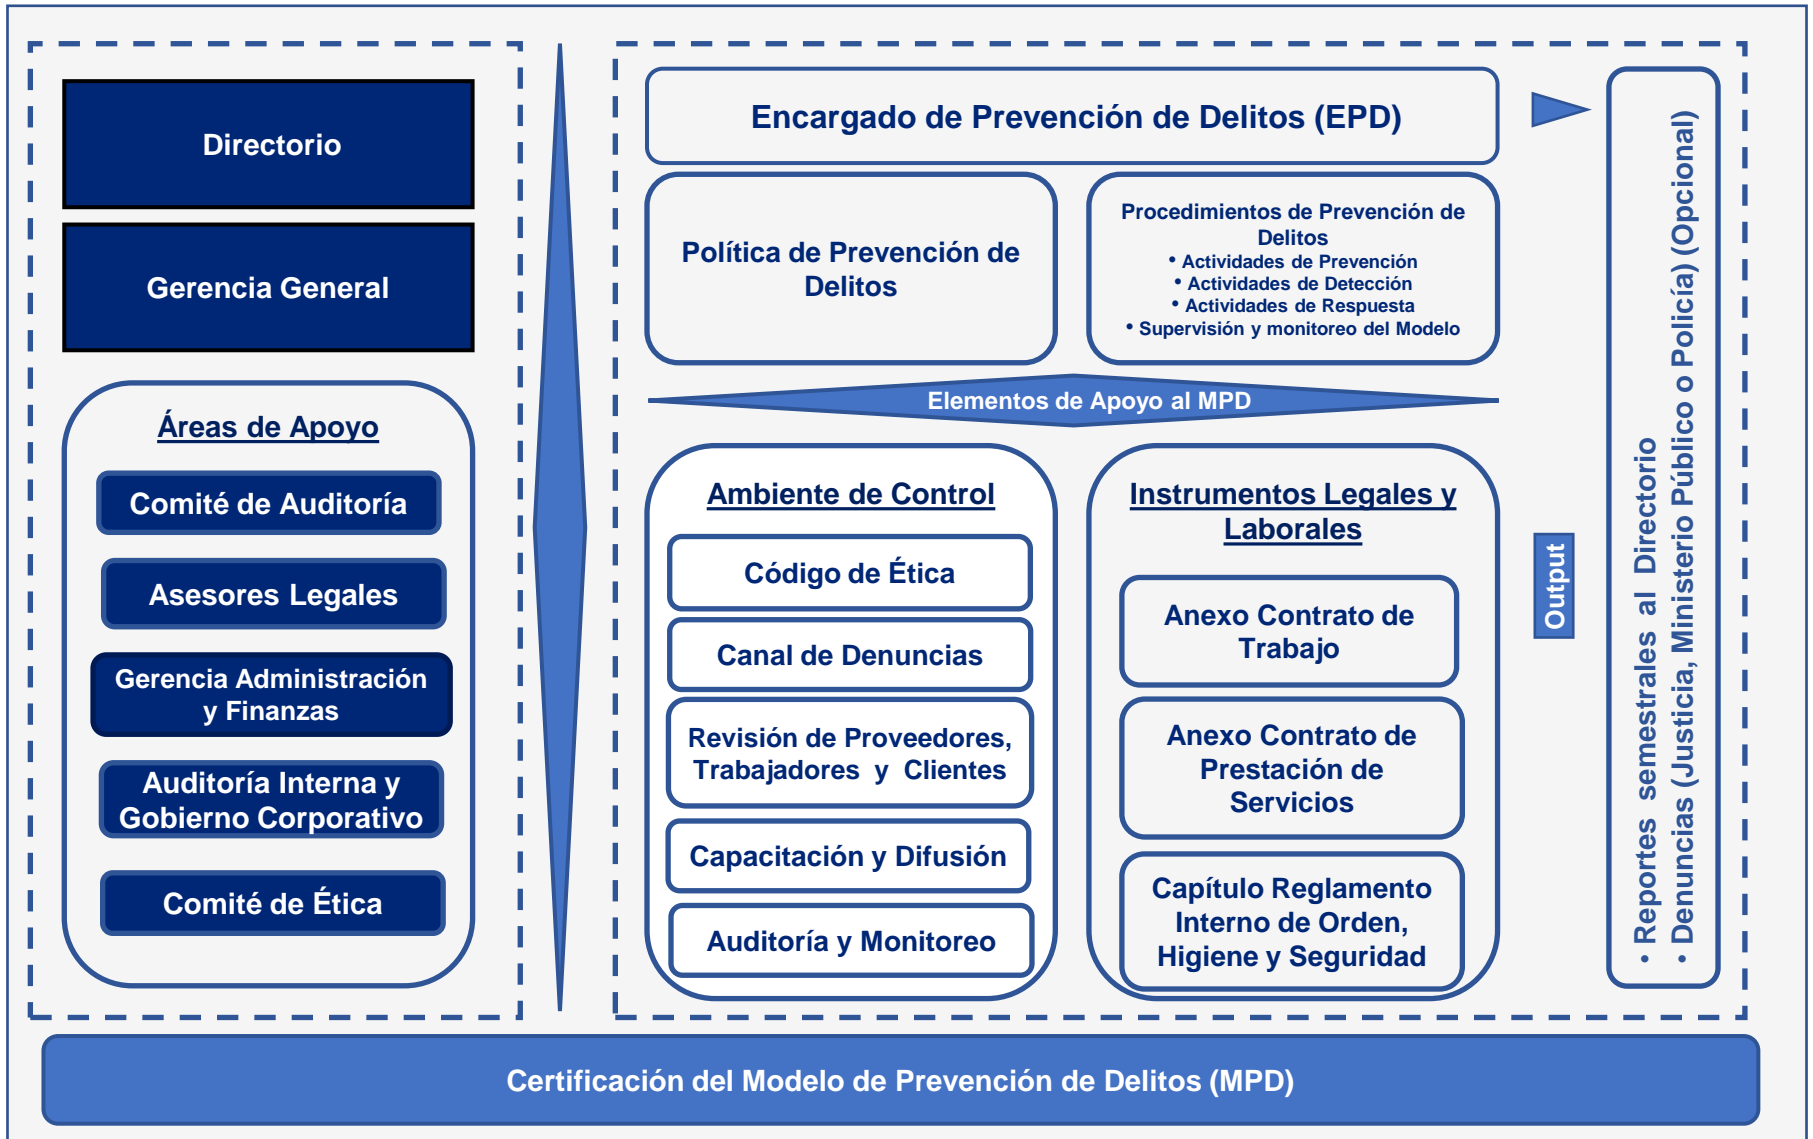 Directorio
Gerencia General
Áreas de Apoyo
Comité de Auditoría
Asesores Legales
Gerencia Administración
y Finanzas
Auditoría Interna y
Gobierno Corporativo
Comité de Ética
Encargado de Prevención de Delitos (EPD)
Política de Prevención de
Delitos
Procedimientos de Prevención de
Delitos
• Actividades de Prevención
• Actividades de Detección
• Actividades de Respuesta
• Supervisión y monitoreo del Modelo
Elementos de Apoyo al MPD
Ambiente de Control
Código de Ética
Canal de Denuncias
Revisión de Proveedores,
Trabajadores y Clientes
Capacitación y Difusión
Auditoría y Monitoreo
Instrumentos Legales y
Laborales
Anexo Contrato de
Trabajo
Anexo Contrato de
Prestación de
Servicios
Capítulo Reglamento
Interno de Orden,
Higiene y Seguridad
Output
• Reportes semestrales al Directorio
• Denuncias (Justicia, Ministerio Público o Policía) (Opcional)
Certificación del Modelo de Prevención de Delitos (MPD)